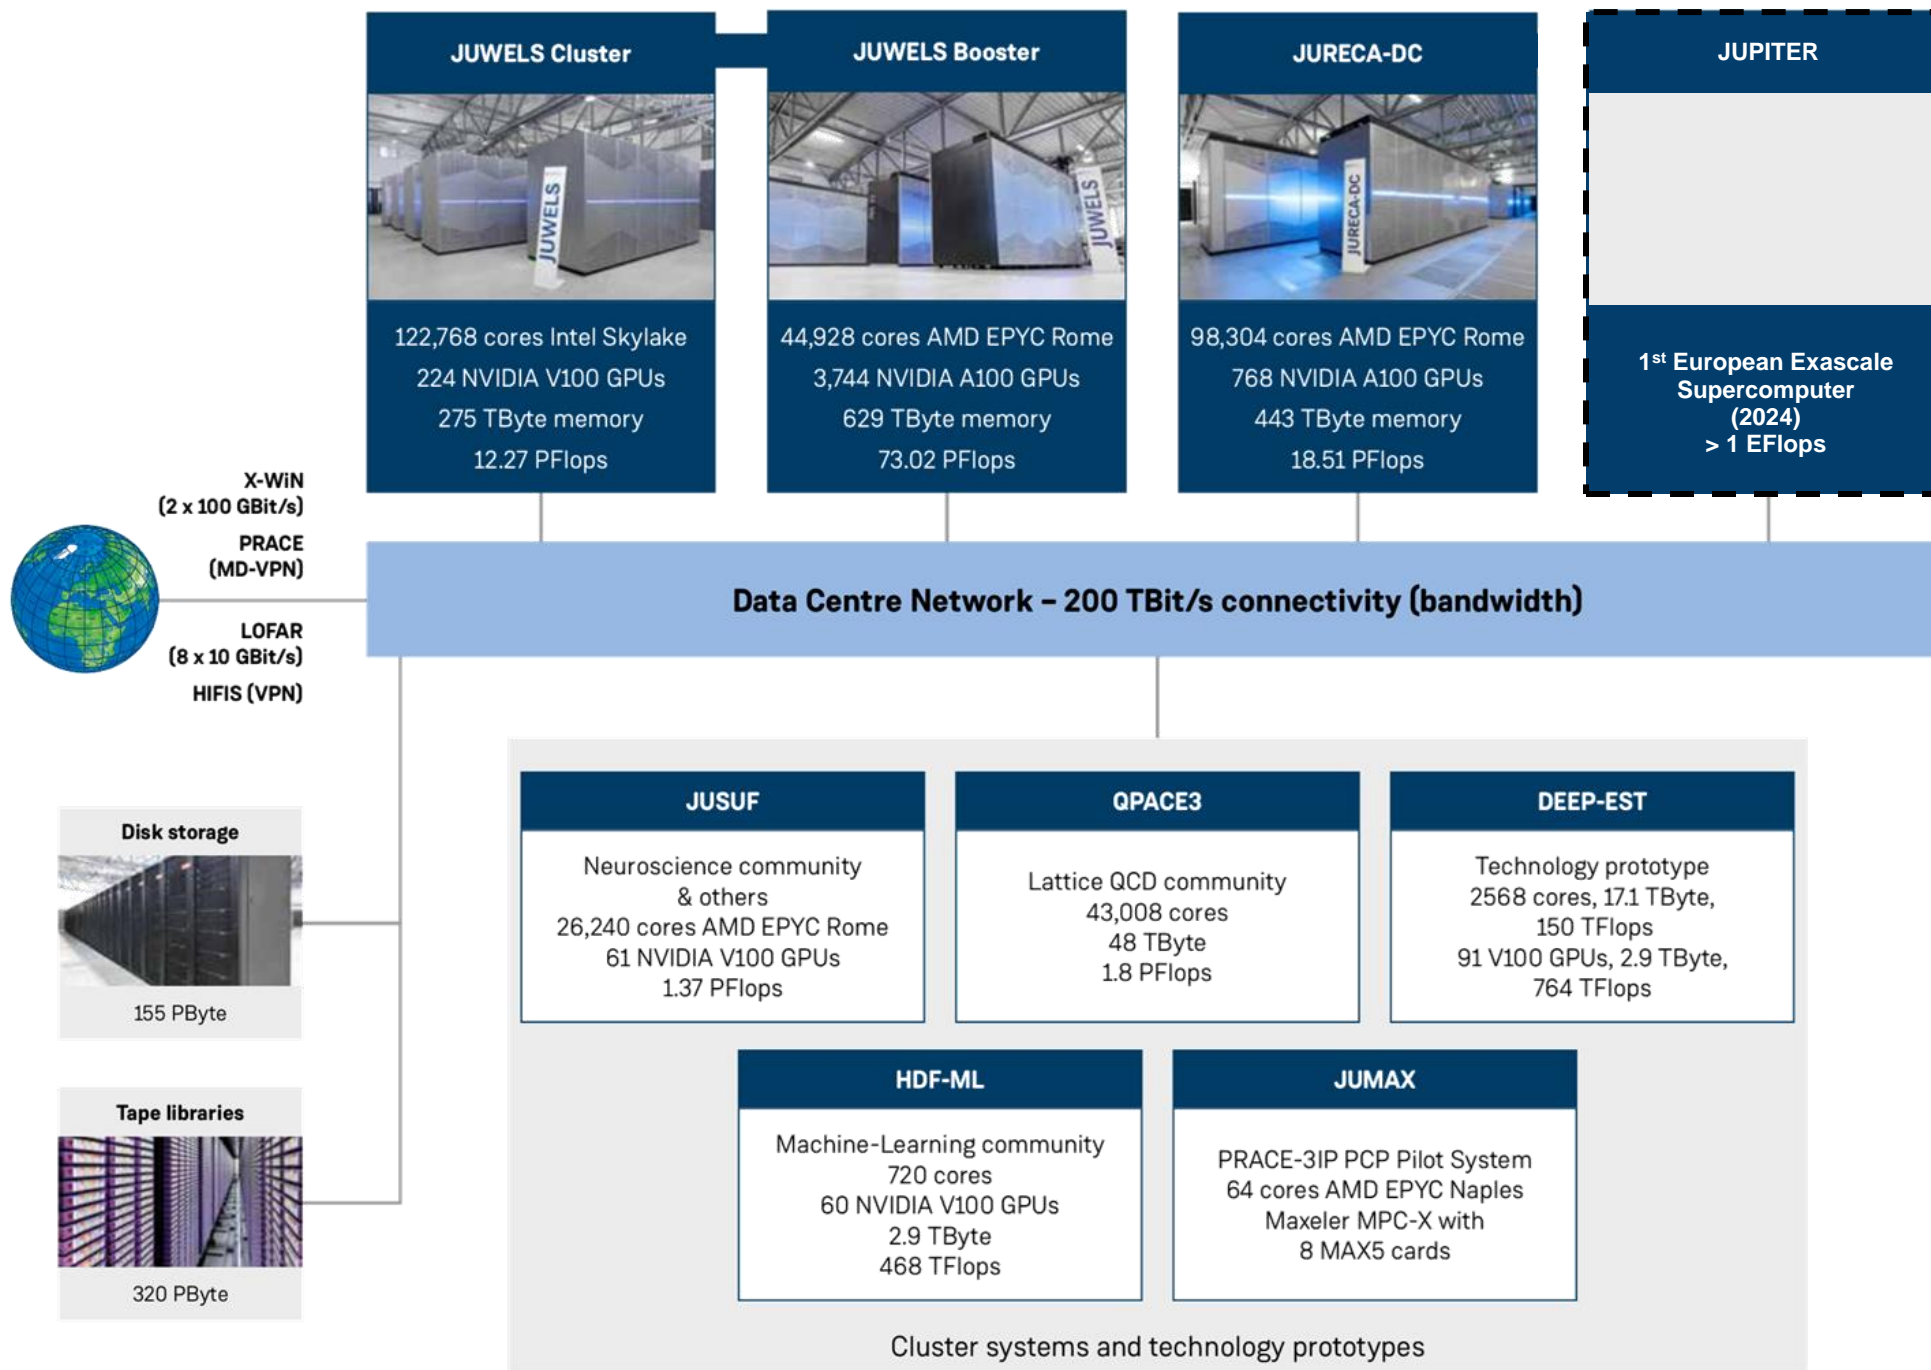 JUWELS Cluster
JUWELS
122,768 cores Intel Skylake
224 NVIDIA V100 GPUs
275 TByte memory
12.27 PFlops
JUWELS Booster
JUWELS
44,928 cores AMD EPYC Rome
3,744 NVIDIA A100 GPUs
629 TByte memory
73.02 PFlops
JURECA-DC
JURECA-DC
98,304 cores AMD EPYC Rome
768 NVIDIA A100 GPUs
443 TByte memory
18.51 PFlops
JUPITER
1st European Exascale
Supercomputer
(2024)
> 1 EFlops
X-WiN
(2 x 100 GBit/s)
PRACE
(MD-VPN)
LOFAR
(8 x 10 GBit/s)
HIFIS (VPN)
Data Centre Network – 200 TBit/s connectivity (bandwidth)
Disk storage
155 PByte
Tape libraries
320 PByte
JUSUF
Neuroscience community
& others
26,240 cores AMD EPYC Rome
61 NVIDIA V100 GPUs
1.37 PFlops
QPACE3
Lattice QCD community
43,008 cores
48 TByte
1.8 PFlops
DEEP-EST
Technology prototype
2568 cores, 17.1 TByte,
150 TFlops
91 V100 GPUs, 2.9 TByte,
764 TFlops
HDF-ML
Machine-Learning community
720 cores
60 NVIDIA V100 GPUs
2.9 TByte
468 TFlops
JUMAX
PRACE-3IP PCP Pilot System
64 cores AMD EPYC Naples
Maxeler MPC-X with
8 MAX5 cards
Cluster systems and technology prototypes